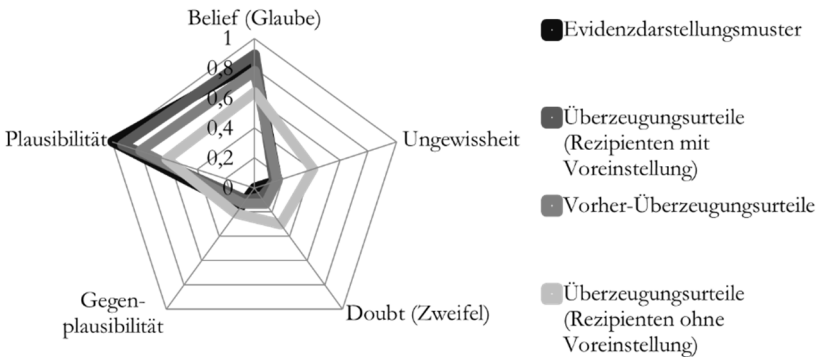 Belief (Glaube)
1
0,8
0,6
0,4
0,2
0
Plausibilität
Ungewissheit
Gegen-
plausibilität
Doubt (Zweifel)
Evidenzdarstellungsmuster
Überzeugungsurteile
(Rezipienten mit
Voreinstellung)
Vorher-Überzeugungsurteile
Überzeugungsurteile
(Rezipienten ohne
Voreinstellung)